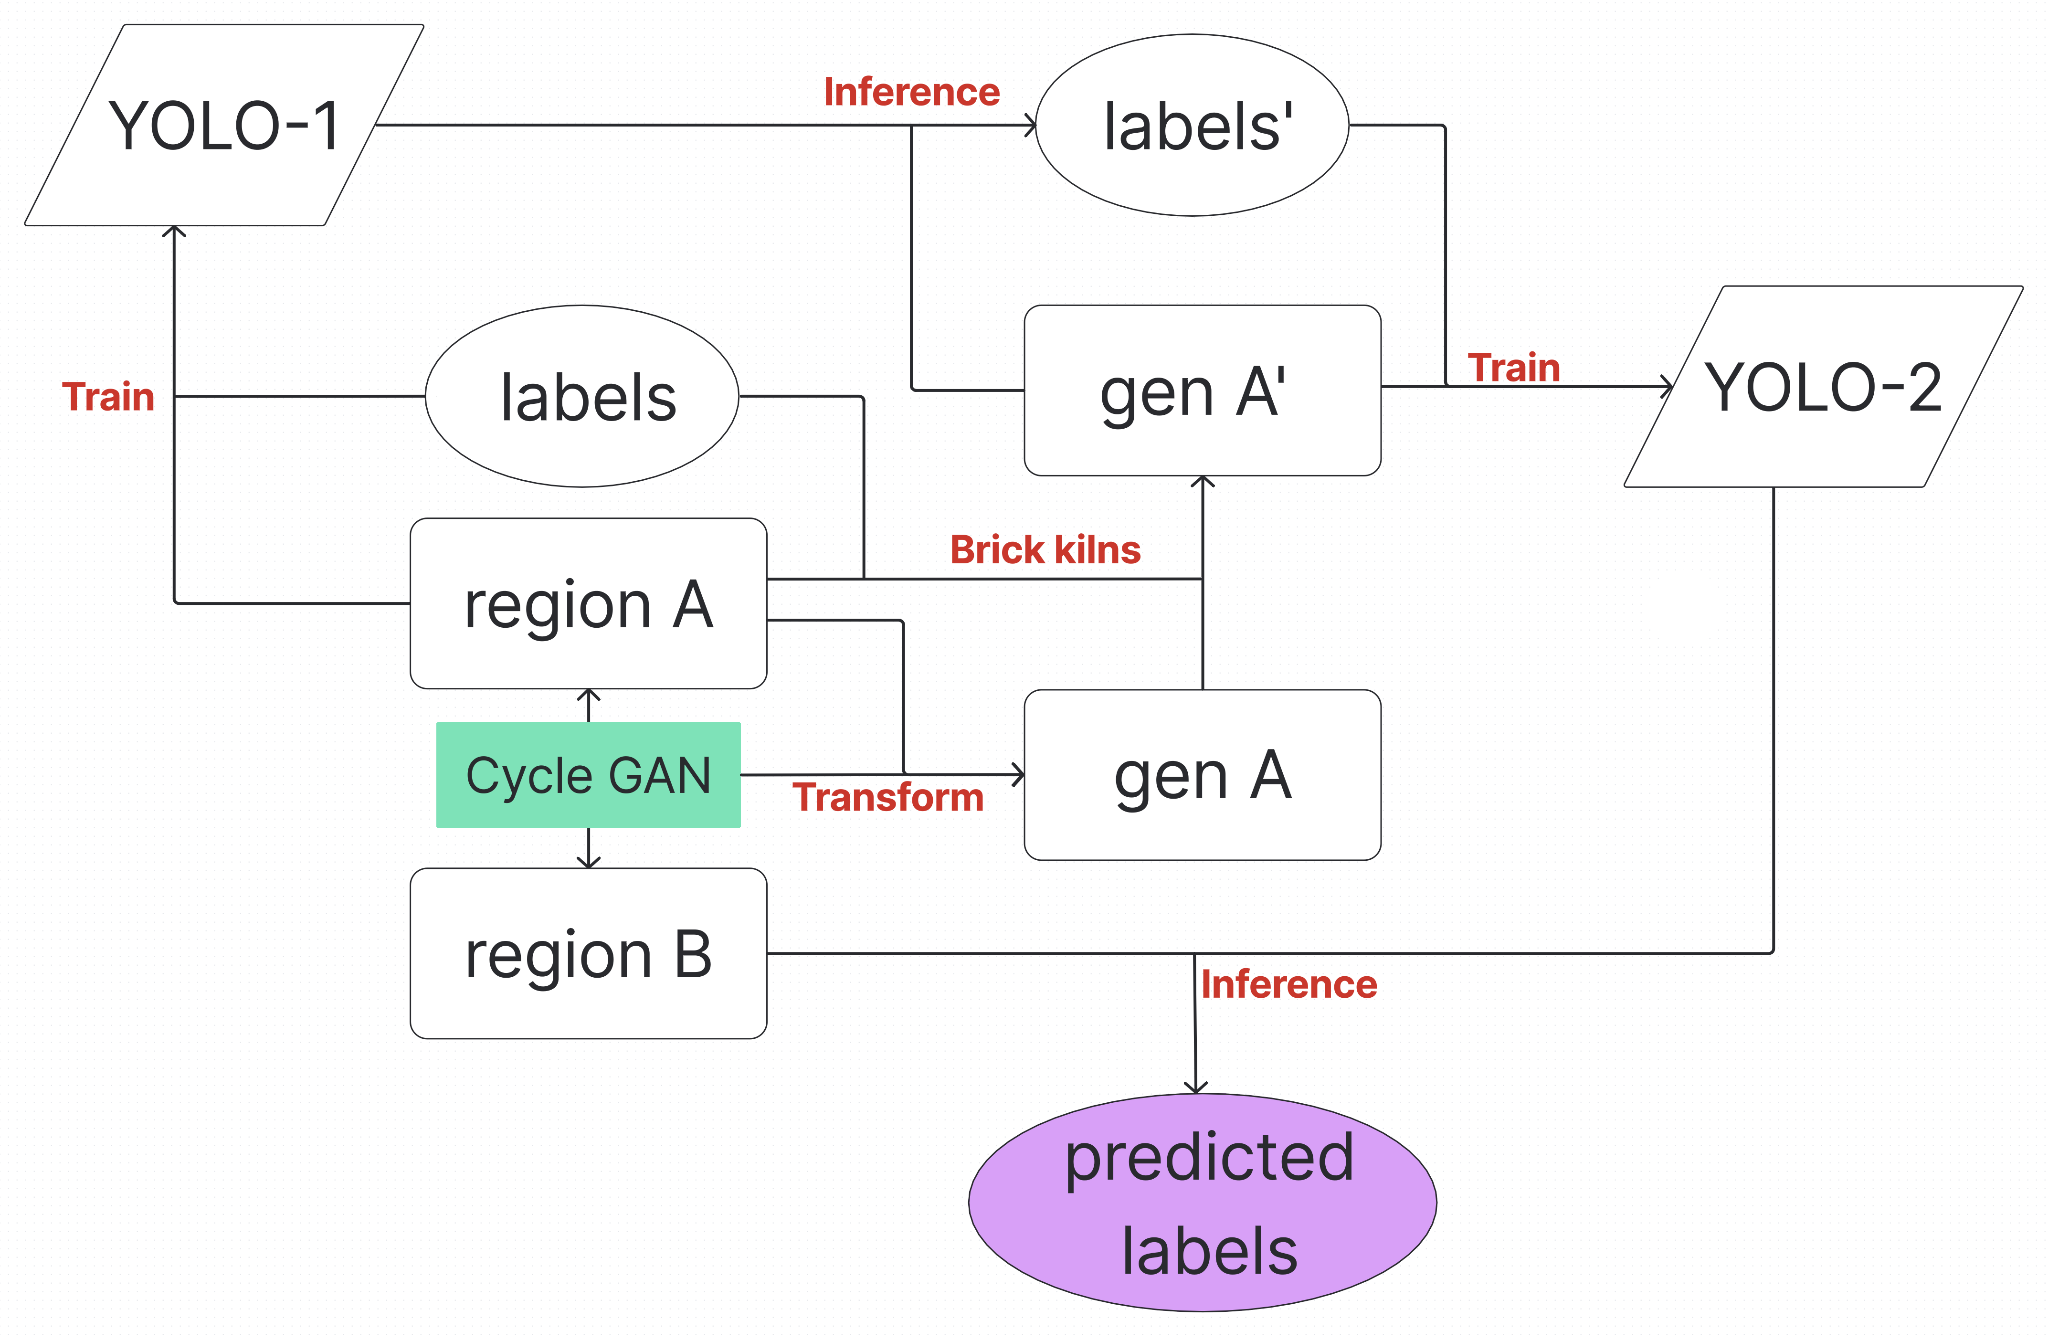 YOLO-1
Inference
labels'
Train
labels
gen A'
Train
YOLO-2
Brick kilns
region A
Cycle GAN
Transform
gen A
region B
Inference
predicted
labels